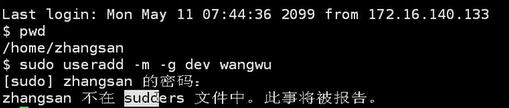 Last login: Mon May 11 07:44:36 2099 from 172.16.140.133
$ pwd
/home/zhangsan
$ sudo useradd -m -g dev wangwu
[sudo] zhangsan 的密码：
zhangsan 不在 sudoers 文件中。此事将被报告。